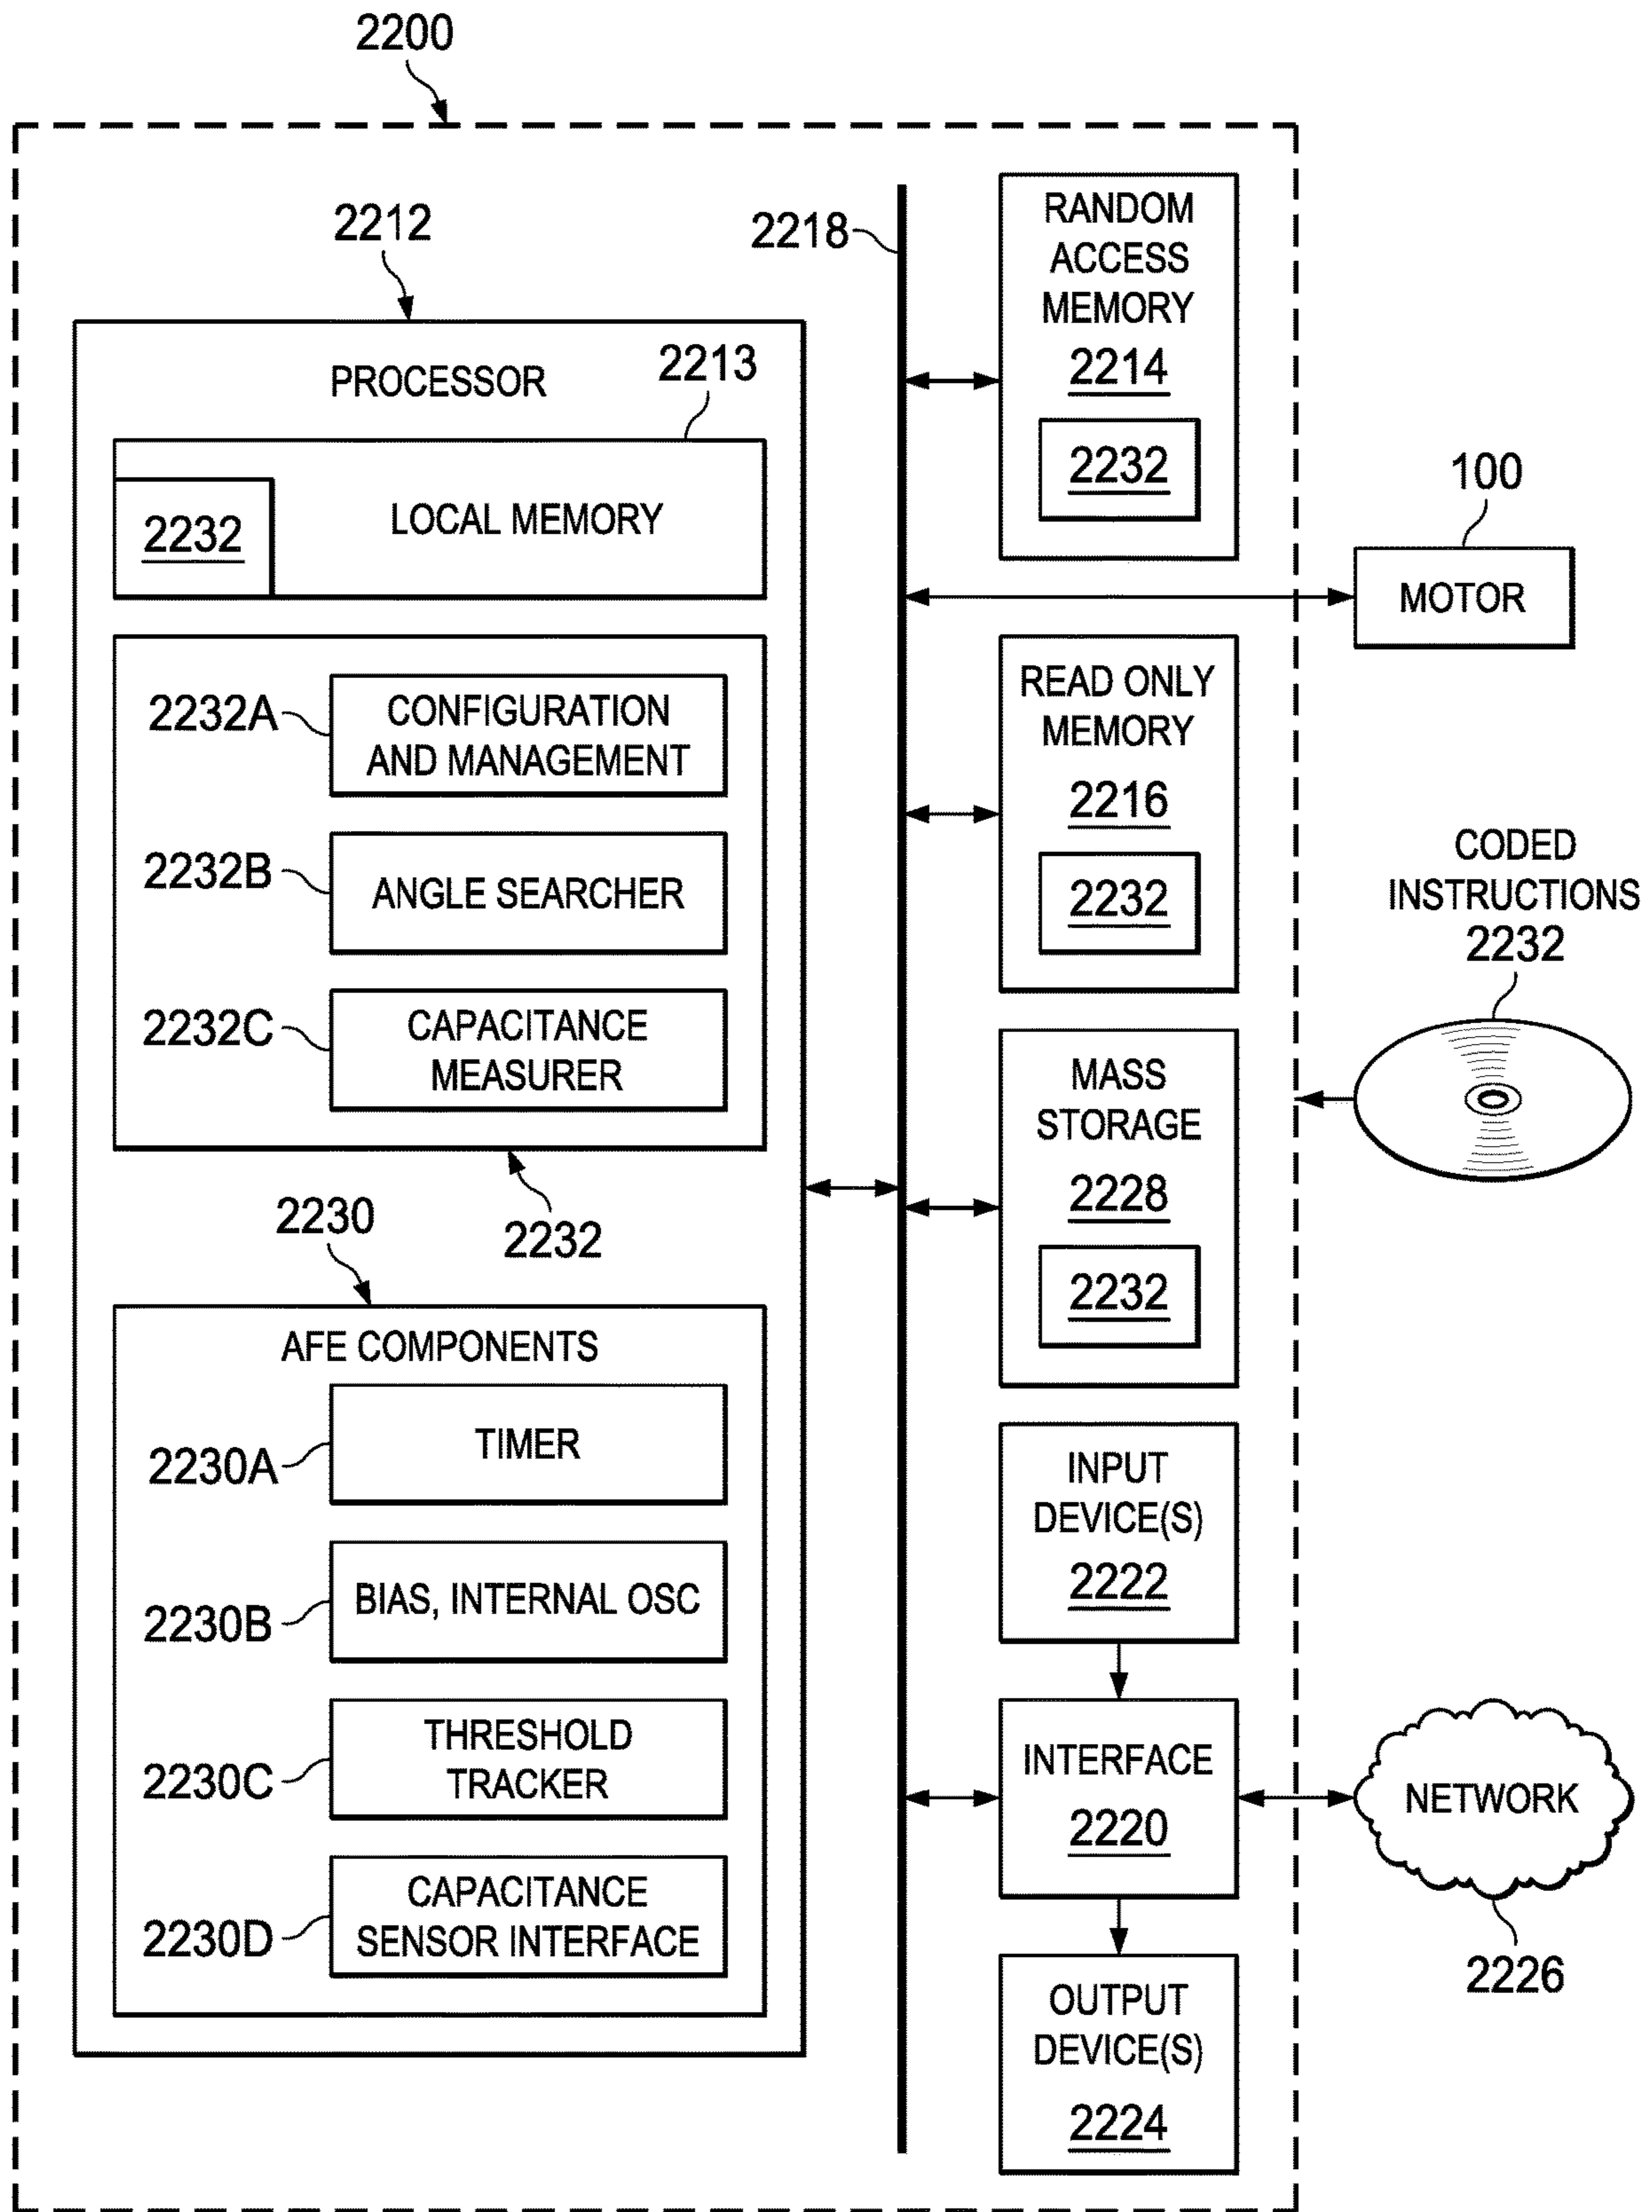 2200
2212
PROCESSOR
2213
LOCAL MEMORY
2232
2232A
CONFIGURATION
AND MANAGEMENT
2232B
ANGLE SEARCHER
2232C
CAPACITANCE
MEASURER
2232
2230
AFE COMPONENTS
2230A
TIMER
2230B
BIAS, INTERNAL OSC
2230C
THRESHOLD
TRACKER
2230D
CAPACITANCE
SENSOR INTERFACE
2218
RANDOM
ACCESS
MEMORY
2214
2232
READ ONLY
MEMORY
2216
2232
MASS
STORAGE
2228
2232
INPUT
DEVICE(S)
2222
INTERFACE
2220
OUTPUT
DEVICE(S)
2224
100
MOTOR
CODED
INSTRUCTIONS
2232
NETWORK
2226